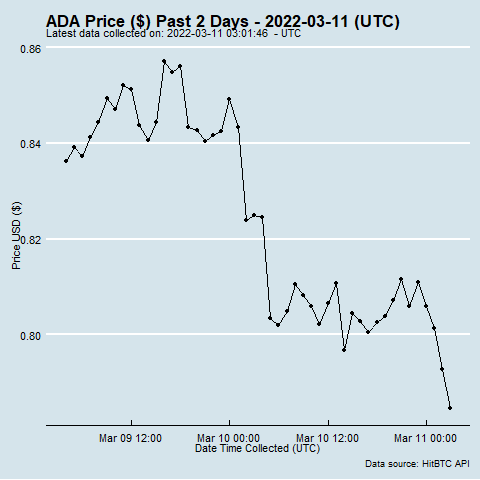 ADA Price ($) Past 2 Days - 2022-03-11 (UTC)
Latest data collected on: 2022-03-11 03:01:46  - UTC
0.86
0.84
0.82
0.80
Price USD ($)
Mar 09 12:00 Mar 10 00:00 Mar 10 12:00 Mar 11 00:00
Date Time Collected (UTC)
Data source: HitBTC API